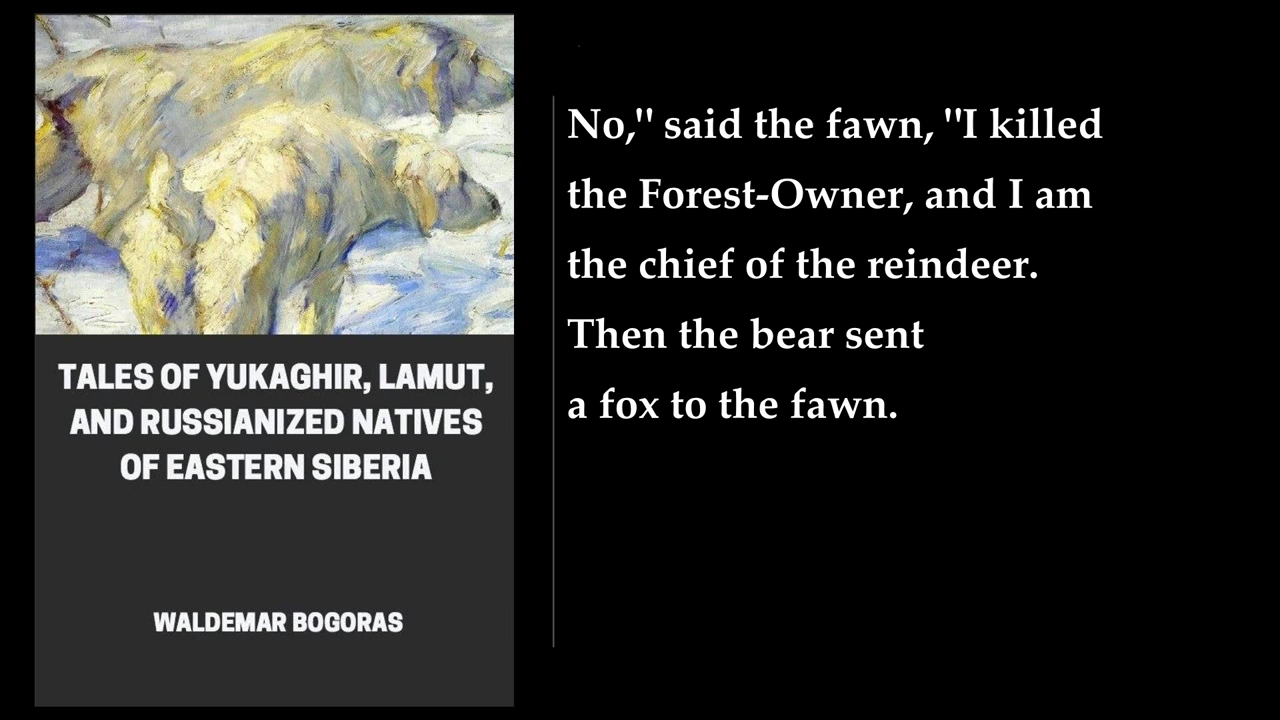 TALES OF YUKAGHIR, LAMUT,
AND RUSSIANIZED NATIVES
OF EASTERN SIBERIA
WALDEMAR BOGORAS
No," said the fawn, "I killed
the Forest-Owner, and I am
the chief of the reindeer.
Then the bear sent
a fox to the fawn.